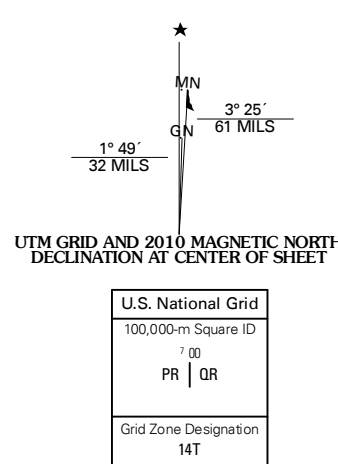 MN
3° 25´
61 MILS
GN
1° 49´
32 MILS
UTM GRID AND 2010 MAGNETIC NORTH
DECLINATION AT CENTER OF SHEET
U.S. National Grid
100,000-m Square ID
7 00
PR QR
Grid Zone Designation
14T